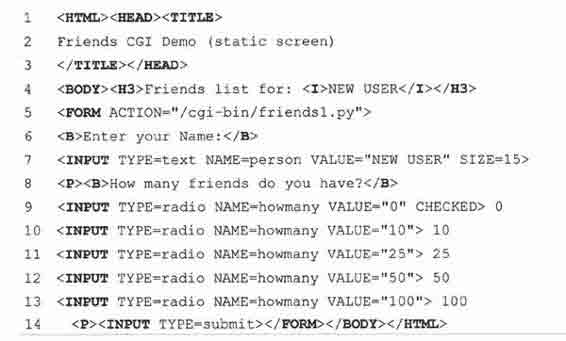 1 <HTML><HEAD><TITLE>
2 Friends CGI Demo (static screen)
3 </TITLE></HEAD>
4 <BODY><H3>Friends list for: <I>NEW USER</I></H3>
5 <FORM ACTION="/cgi-bin/friends1.py">
6 <B>Enter your Name:</B>
7 <INPUT TYPE=text NAME=person VALUE="NEW USER" SIZE=15>
8 <P><B>How many friends do you have?</B>
9 <INPUT TYPE=radio NAME=howmany VALUE="0" CHECKED> 0
10 <INPUT TYPE=radio NAME=howmany VALUE="10"> 10
11 <INPUT TYPE=radio NAME=howmany VALUE="25"> 25
12 <INPUT TYPE=radio NAME=howmany VALUE="50"> 50
13 <INPUT TYPE=radio NAME=howmany VALUE="100"> 100
14 <P><INPUT TYPE=submit></FORM></BODY></HTML>